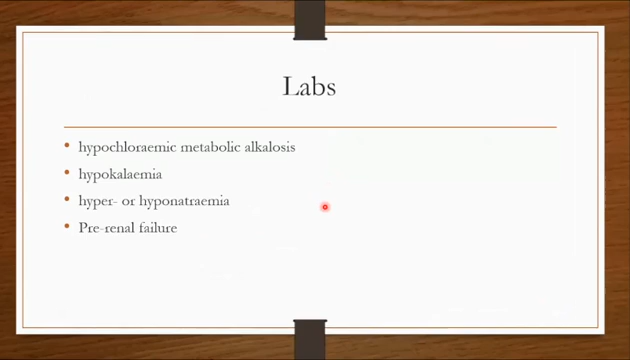 Labs
hypochloraemic metabolic alkalosis
hypokalaemia
hyper- or hyponatraemia
Pre-renal failure